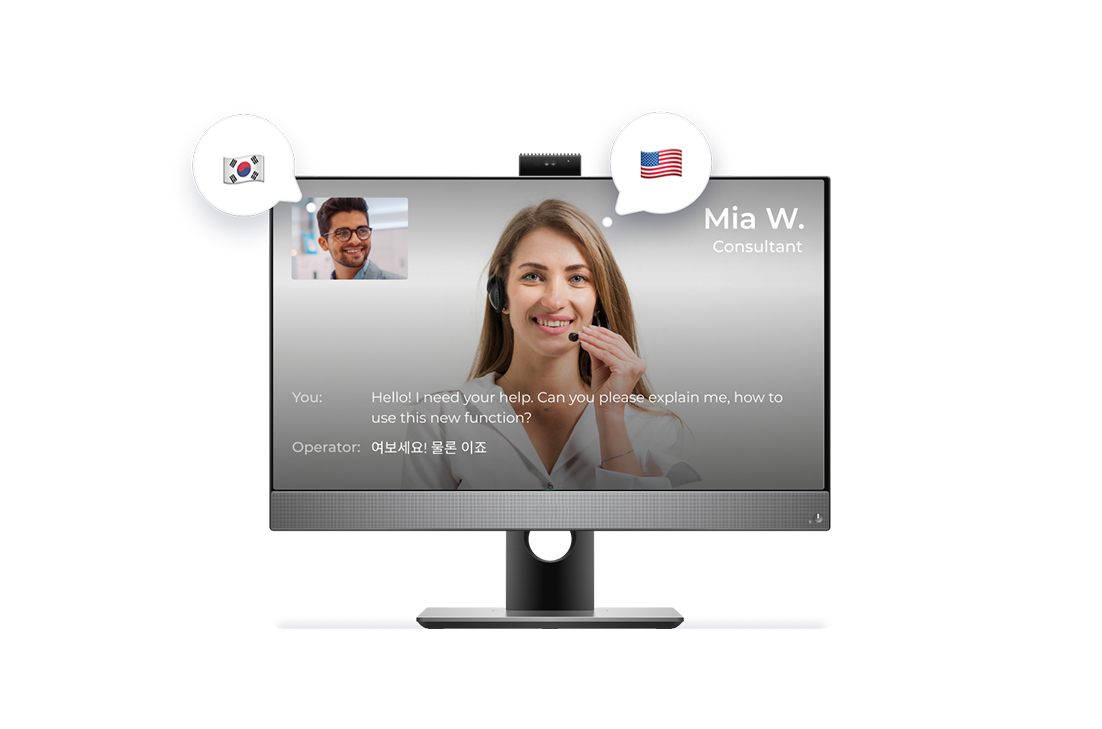 Mia W.
Consultant
You: Hello! I need your help. Can you please explain me, how to
use this new function?
Operator: 여보세요! 물론 이죠